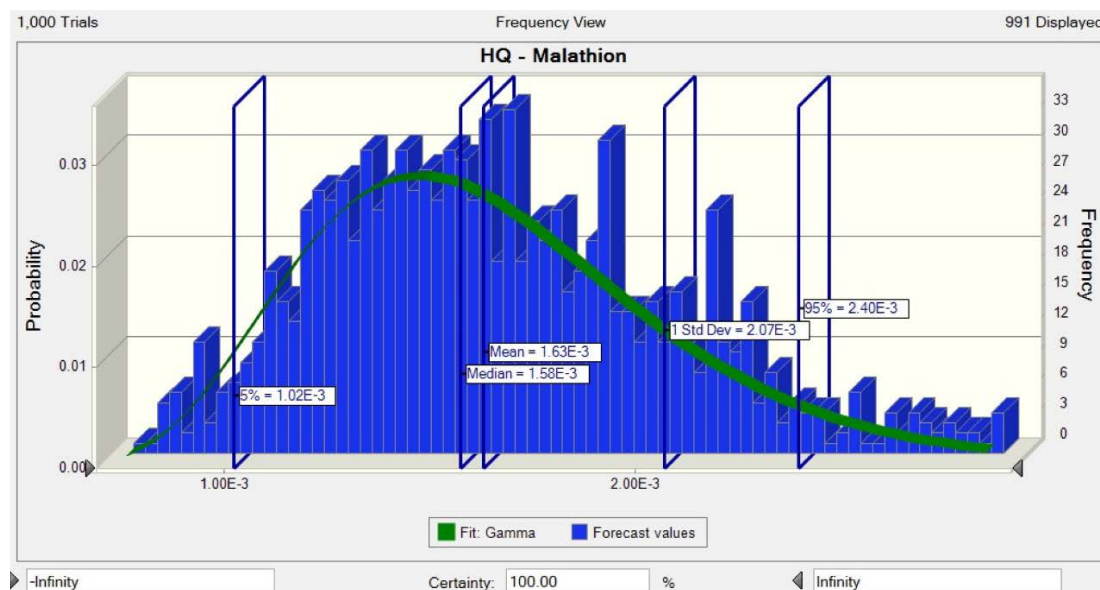 1,000 Trials Frequency View 991 Displayed
HQ - Malathion
Probability
0.03
0.02
0.01
0.00
33
30
27
24
21
18
15
12
9
6
3
0
Frequency
95% = 2.40E-3
1 Std Dev = 2.07E-3
Mean = 1.63E-3
Median = 1.58E-3
5% = 1.02E-3
1.00E-3 2.00E-3
Fit: Gamma Forecast values
-Infinity Certainty: 100.00 % Infinity